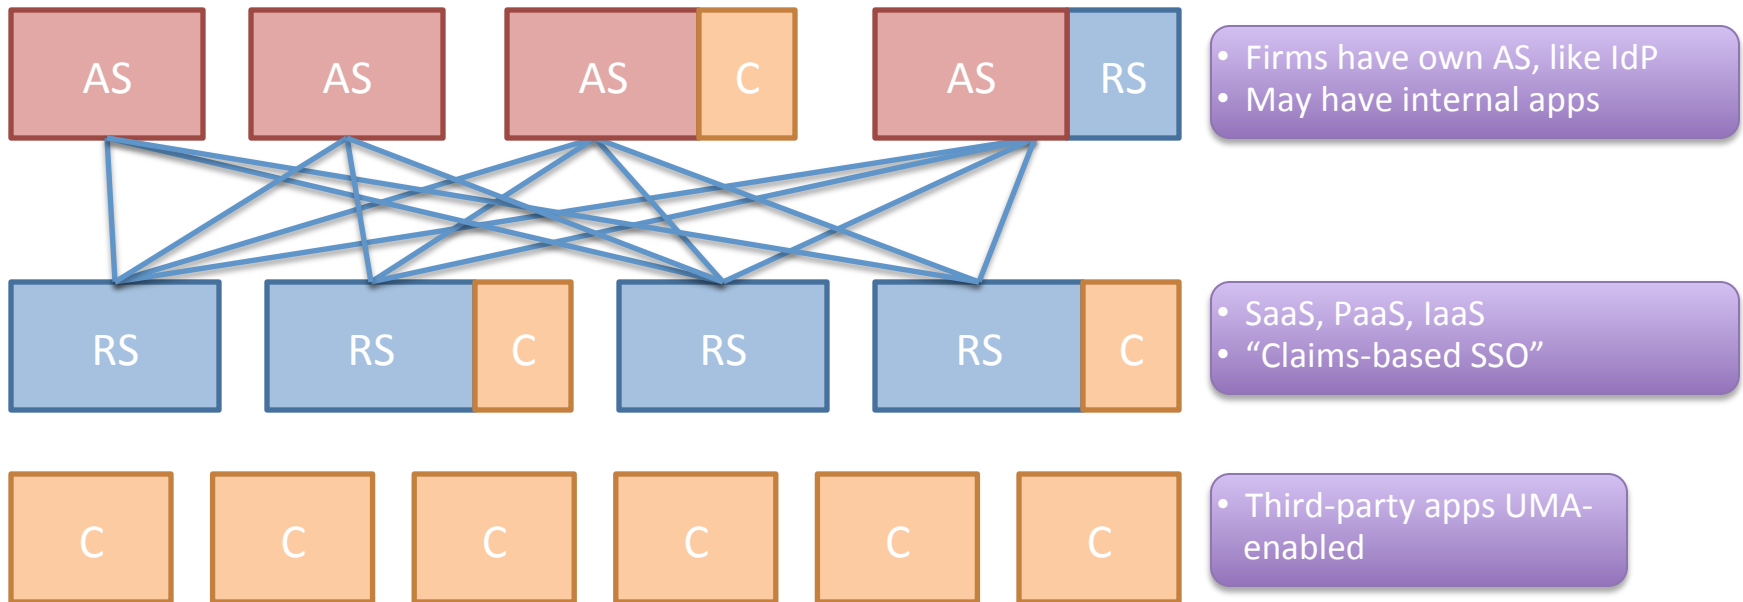 AS AS AS C AS RS
• Firms have own AS, like IdP
• May have internal apps
RS RS C RS RS C
• SaaS, PaaS, IaaS
• “Claims-based SSO”
C C C C C C
• Third-party apps UMA-
enabled